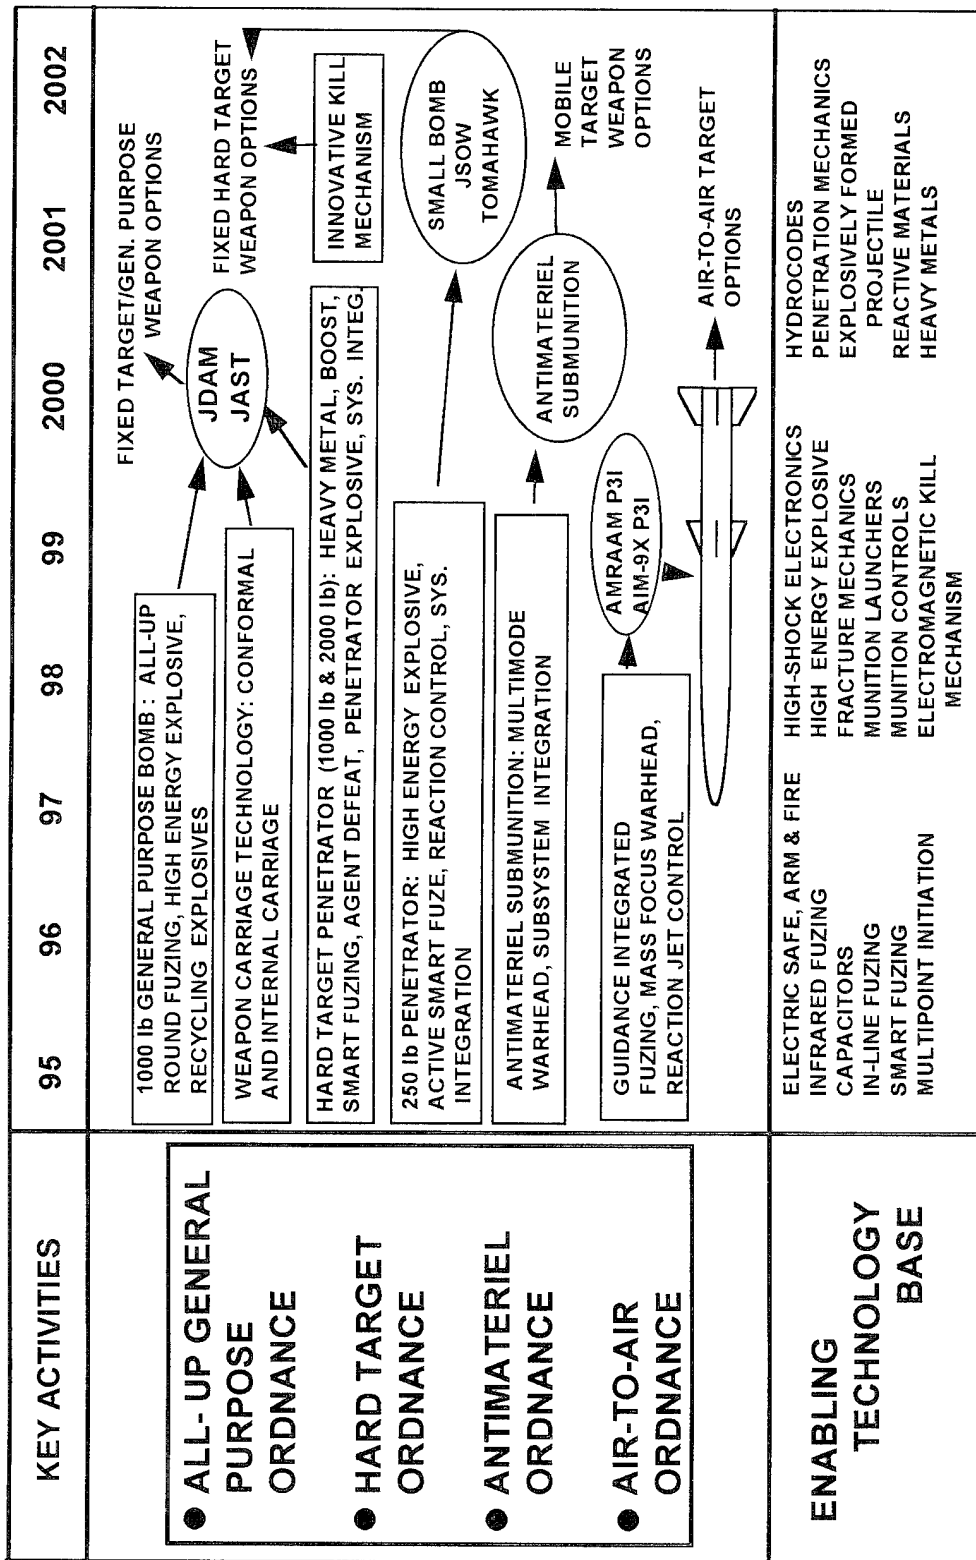 KEY ACTIVITIES
95
96
97
98
99
2000
2001
2002
● ALL- UP GENERAL
PURPOSE
ORDNANCE
● HARD TARGET
ORDNANCE
● ANTIMATERIEL
ORDNANCE
● AIR-TO-AIR
ORDNANCE
1000 lb GENERAL PURPOSE BOMB : ALL-UP
ROUND FUZING, HIGH ENERGY EXPLOSIVE,
RECYCLING EXPLOSIVES
WEAPON CARRIAGE TECHNOLOGY: CONFORMAL
AND INTERNAL CARRIAGE
JDAM
JAST
FIXED TARGET/GEN. PURPOSE
WEAPON OPTIONS
FIXED HARD TARGET
WEAPON OPTIONS
HARD TARGET PENETRATOR (1000 lb & 2000 lb): HEAVY METAL, BOOST,
SMART FUZING, AGENT DEFEAT, PENETRATOR EXPLOSIVE, SYS. INTEG.
INNOVATIVE KILL
MECHANISM
250 lb PENETRATOR: HIGH ENERGY EXPLOSIVE,
ACTIVE SMART FUZE, REACTION CONTROL, SYS.
INTEGRATION
SMALL BOMB
JSOW
TOMAHAWK
ANTIMATERIEL SUBMUNITION: MULTIMODE
WARHEAD, SUBSYSTEM INTEGRATION
ANTIMATERIEL
SUBMUNITION
MOBILE
TARGET
WEAPON
OPTIONS
GUIDANCE INTEGRATED
FUZING, MASS FOCUS WARHEAD,
REACTION JET CONTROL
AMRAAM P3I
AIM-9X P3I
AIR-TO-AIR TARGET
OPTIONS
ENABLING
TECHNOLOGY
BASE
ELECTRIC SAFE, ARM & FIRE
INFRARED FUZING
CAPACITORS
IN-LINE FUZING
SMART FUZING
MULTIPOINT INITIATION
HIGH-SHOCK ELECTRONICS
HIGH ENERGY EXPLOSIVE
FRACTURE MECHANICS
MUNITION LAUNCHERS
MUNITION CONTROLS
ELECTROMAGNETIC KILL
MECHANISM
HYDROCODES
PENETRATION MECHANICS
EXPLOSIVELY FORMED
PROJECTILE
REACTIVE MATERIALS
HEAVY METALS